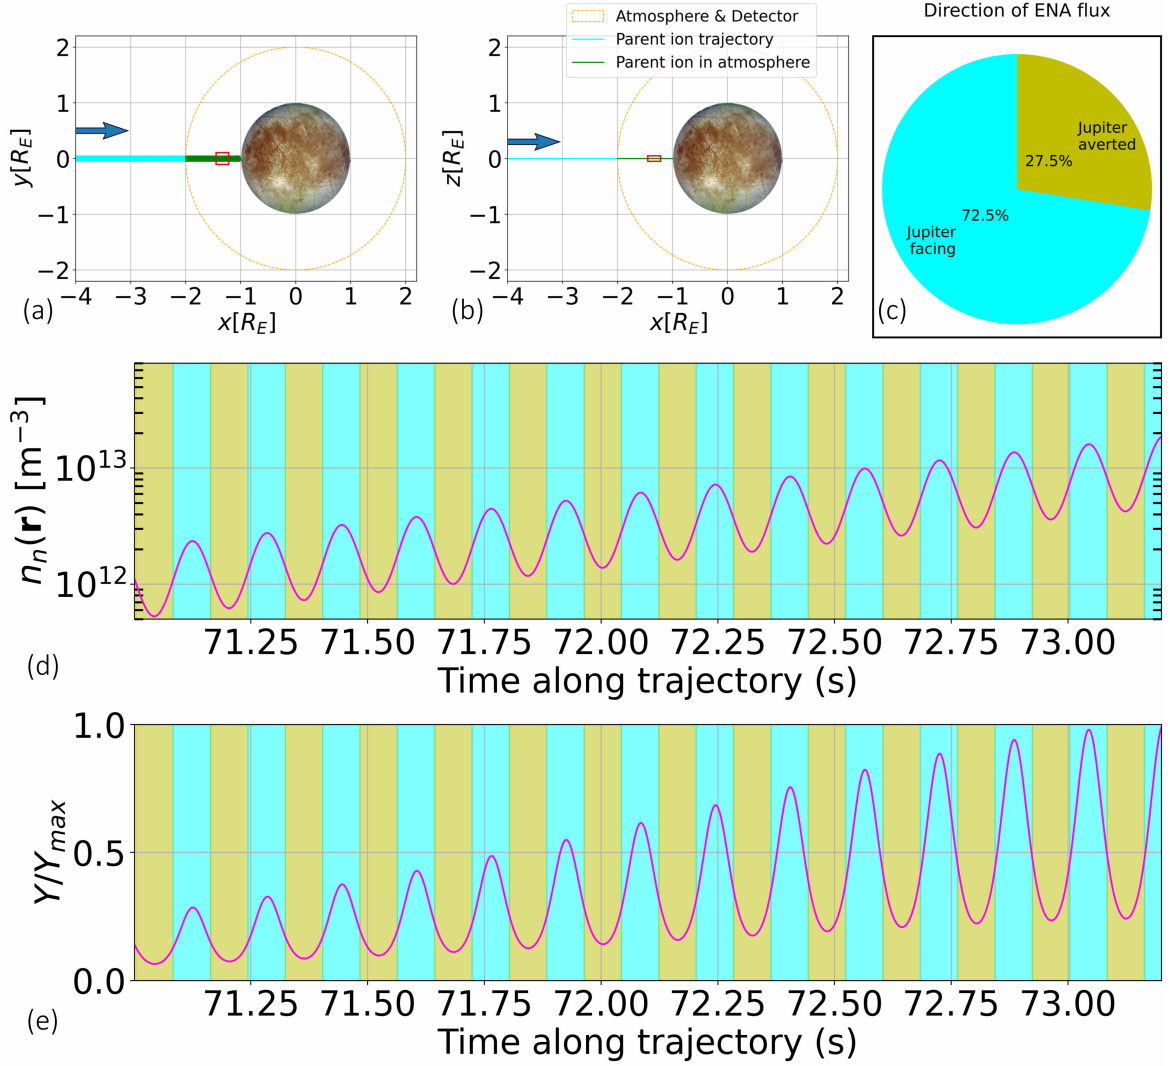 Direction of ENA flux
Atmosphere & Detector
Parent ion trajectory
Parent ion in atmosphere
2
1
0
−1
−2
y[R_E]
−4 −3 −2 −1 0 1 2
x[R_E]
(a)
2
1
0
−1
−2
z[R_E]
−4 −3 −2 −1 0 1 2
x[R_E]
(b)
Jupiter
averted
27.5%
72.5%
Jupiter
facing
(c)
n_n(r) [m^{−3}]
10^{13}
10^{12}
71.25 71.50 71.75 72.00 72.25 72.50 72.75 73.00
Time along trajectory (s)
(d)
Y/Y_{max}
1.0
0.5
0.0
71.25 71.50 71.75 72.00 72.25 72.50 72.75 73.00
Time along trajectory (s)
(e)